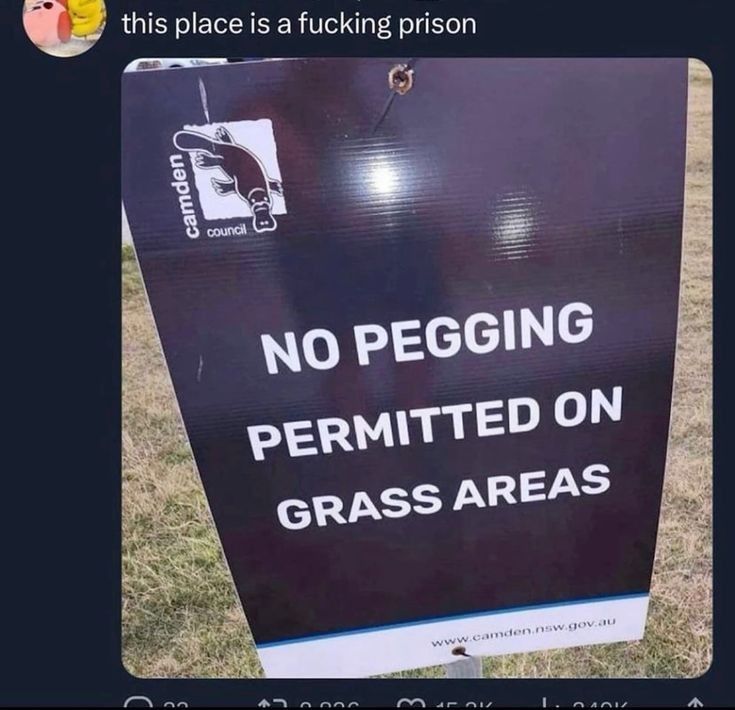 this place is a fucking prison
camden
council
NO PEGGING
PERMITTED ON
GRASS AREAS
www.camden.nsw.gov.au